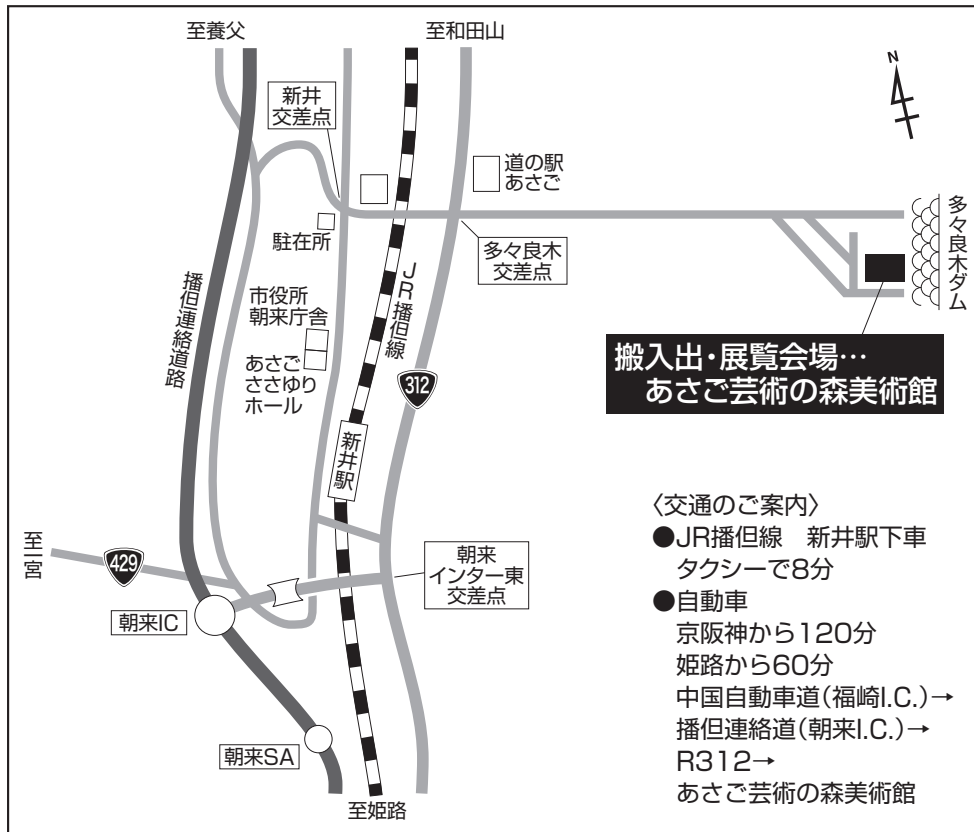 至養父
至和田山
N
新井
交差点
道の駅
あさご
駐在所
多々良木
交差点
多々良木ダム
JR播但線
播但連絡道路
市役所
朝来庁舎
あさご
ささゆり
ホール
312
搬入出・展覧会場…
あさご芸術の森美術館
新井駅
至一宮
429
朝来
インター東
交差点
朝来IC
朝来SA
至姫路
〈交通のご案内〉
●JR播但線　新井駅下車
タクシーで8分
●自動車
京阪神から120分
姫路から60分
中国自動車道(福崎I.C.)→
播但連絡道(朝来I.C.)→
R312→
あさご芸術の森美術館